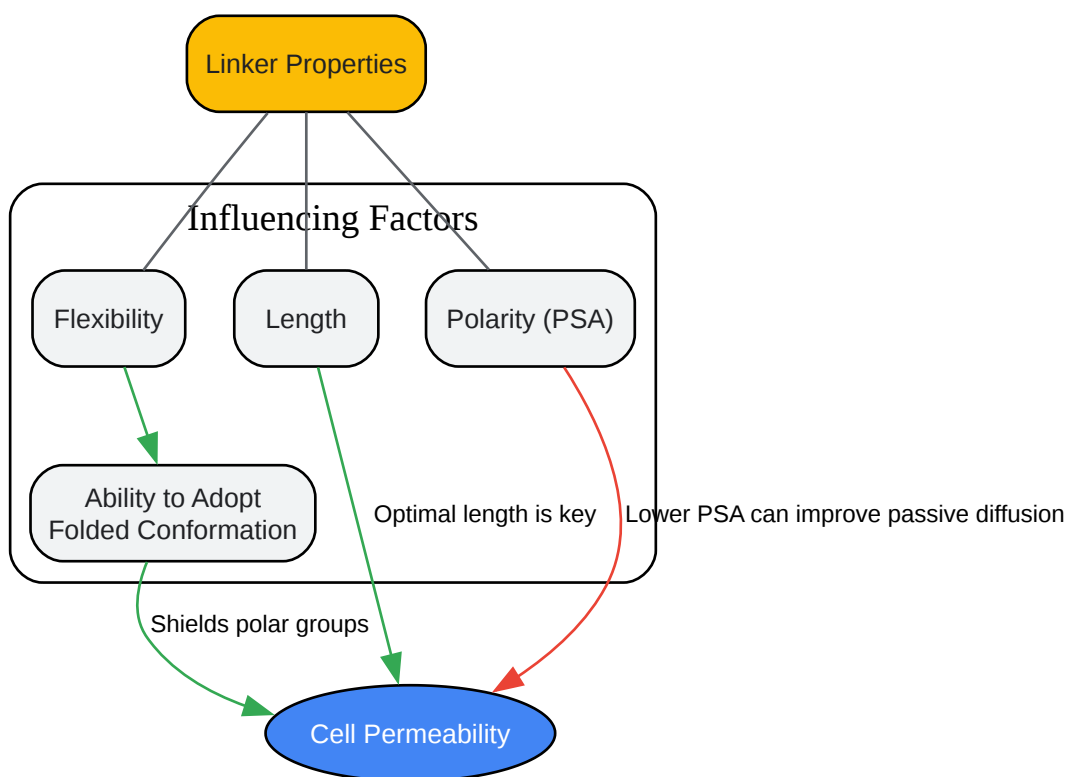 Linker Properties
Influencing Factors
Flexibility
Length
Polarity (PSA)
Ability to Adopt
Folded Conformation
Optimal length is key
Lower PSA can improve passive diffusion
Shields polar groups
Cell Permeability